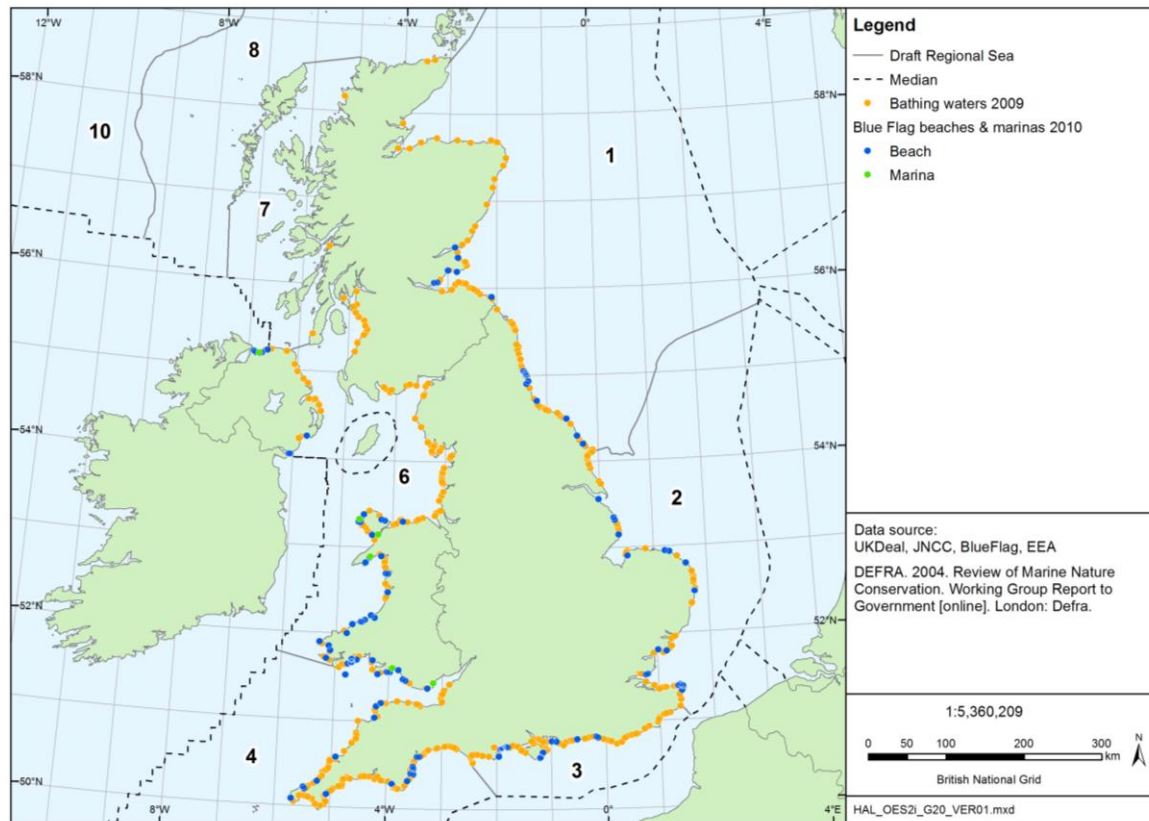 12°W
8°W
4°W
0°
4°E
58°N
56°N
54°N
52°N
50°N
58°N
56°N
54°N
52°N
8°W
4°W
0°
4°E
8
10
1
7
6
2
4
3
Legend
Draft Regional Sea
Median
Bathing waters 2009
Blue Flag beaches & marinas 2010
Beach
Marina
Data source:
UKDeal, JNCC, BlueFlag, EEA
DEFRA. 2004. Review of Marine Nature
Conservation. Working Group Report to
Government [online]. London: Defra.
1:5,360,209
N
0 50 100 200 300
km
British National Grid
HAL_OES2i_G20_VER01.mxd